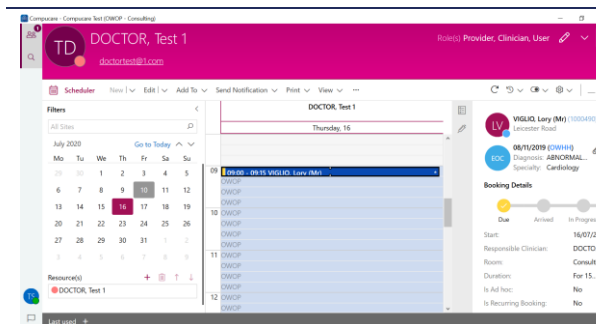 Compucare - Compucare Test (OWOP - Consulting)
TD
DOCTOR, Test 1
doctortest@1.com
Role(s) Provider, Clinician, User
Scheduler New Edit Add To Send Notification Print View ...
Filters
All Sites
July 2020 Go to Today
Mo Tu We Th Fr Sa Su
29 30 1 2 3 4 5
6 7 8 9 10 11 12
13 14 15 16 17 18 19
20 21 22 23 24 25 26
27 28 29 30 31 1 2
3 4 5 6 7 8 9
Resource(s)
DOCTOR, Test 1
DOCTOR, Test 1
Thursday, 16
09 09:00 - 09:15 VIGLIO, Lory (Mr)
OWOP
OWOP
OWOP
10 OWOP
OWOP
OWOP
OWOP
11 OWOP
OWOP
OWOP
OWOP
12 OWOP
OWOP
LV
VIGLIO, Lory (Mr) (1000490
Leicester Road
EOC
08/11/2019 (OWHH)
Diagnosis: ABNORMAL...
Specialty: Cardiology
Booking Details
Due Arrived In Progres
Start: 16/07/2
Responsible Clinician: DOCTO
Room: Consult
Duration: For 15..
Is Ad hoc: No
Is Recurring Booking: No
Last used +